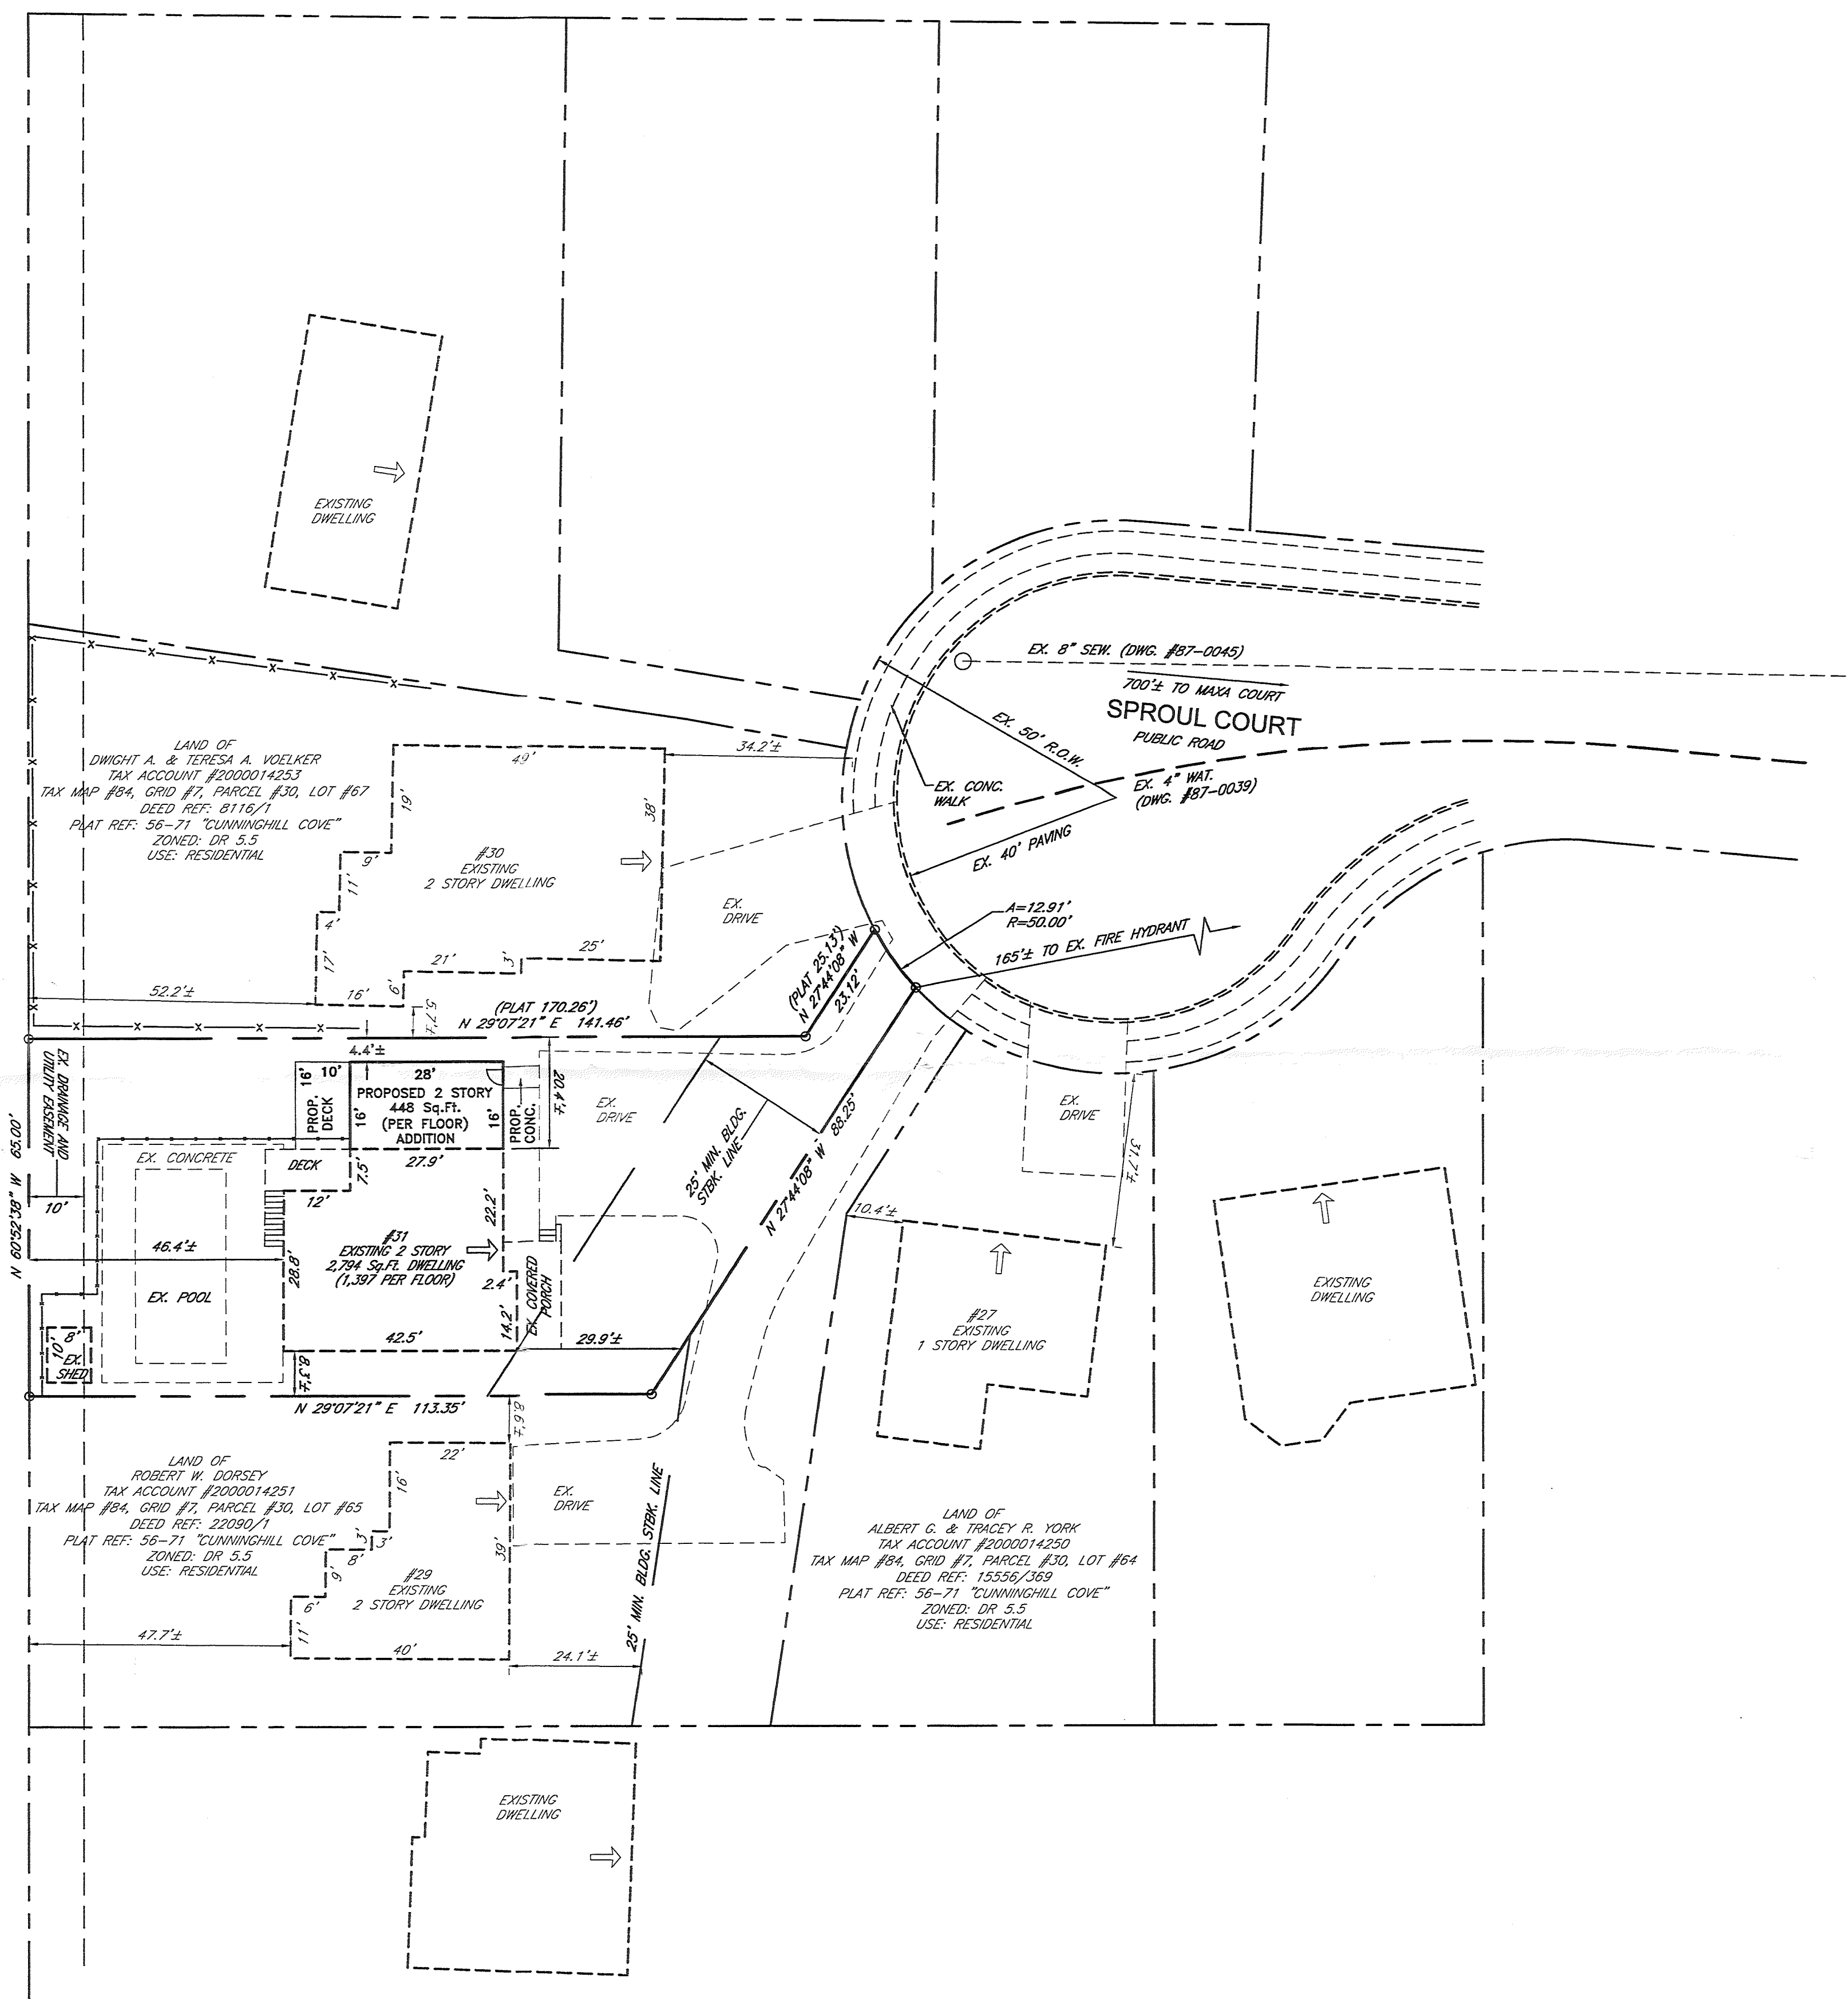 EXISTING
DWELLING
EX. 8" SEW. (DWG. #87-0045)
700'± TO MAXA COURT
SPROUL COURT
PUBLIC ROAD
EX. 50' R.O.W.
EX. 4" WAT.
(DWG. #87-0039)
EX. CONC.
WALK
EX. 40' PAVING
A=12.91'
R=50.00'
165'± TO EX. FIRE HYDRANT
LAND OF
DWIGHT A. & TERESA A. VOELKER
TAX ACCOUNT #2000014253
TAX MAP #84, GRID #7, PARCEL #30, LOT #67
DEED REF: 8116/1
PLAT REF: 56-71 "CUNNINGHILL COVE"
ZONED: DR 5.5
USE: RESIDENTIAL
49'
34.2'±
19'
38'
9'
11'
4'
17'
#30
EXISTING
2 STORY DWELLING
EX.
DRIVE
25'
3'
21'
6'
16'
52.2'±
5.7'±
(PLAT 170.26')
N 29°07'21" E 141.46'
(PLAT 25.13')
N 27°44'08" W
23.12'
EX. DRAINAGE AND
UTILITY EASEMENT
N 60°52'38" W 65.00'
10'
4.4'±
16'
10'
PROP.
DECK
28'
PROPOSED 2 STORY
448 Sq.Ft.
(PER FLOOR)
ADDITION
16'
16'
PROP.
CONC.
20.4'±
EX.
DRIVE
25' MIN. BLDG.
STBK. LINE
N 27°44'08" W 88.25'
EX.
DRIVE
31.7'±
EX. CONCRETE
DECK
7.5'
27.9'
12'
22.2'
46.4'±
28.8'
#31
EXISTING 2 STORY
2,794 Sq.Ft. DWELLING
(1,397 PER FLOOR)
2.4'
14.2'
EX. COVERED
PORCH
EX. POOL
42.5'
29.9'±
8'
10'
EX.
SHED
8.3'±
N 29°07'21" E 113.35'
8.6'±
10.4'±
#27
EXISTING
1 STORY DWELLING
EXISTING
DWELLING
LAND OF
ROBERT W. DORSEY
TAX ACCOUNT #2000014251
TAX MAP #84, GRID #7, PARCEL #30, LOT #65
DEED REF: 22090/1
PLAT REF: 56-71 "CUNNINGHILL COVE"
ZONED: DR 5.5
USE: RESIDENTIAL
22'
16'
3'
3'
8'
9'
6'
11'
39'
#29
EXISTING
2 STORY DWELLING
47.7'±
40'
24.1'±
EX.
DRIVE
25' MIN. BLDG. STBK. LINE
LAND OF
ALBERT G. & TRACEY R. YORK
TAX ACCOUNT #2000014250
TAX MAP #84, GRID #7, PARCEL #30, LOT #64
DEED REF: 15556/369
PLAT REF: 56-71 "CUNNINGHILL COVE"
ZONED: DR 5.5
USE: RESIDENTIAL
EXISTING
DWELLING